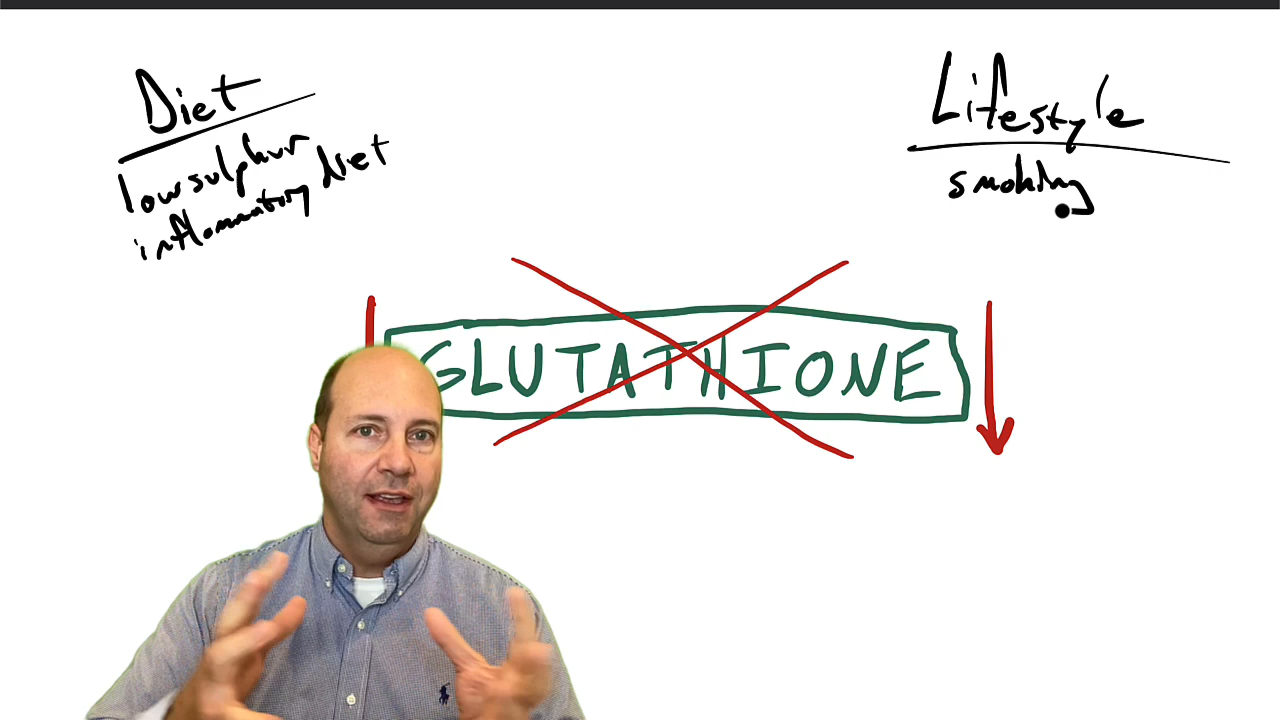 Diet
low sulphur
inflammatory diet
Lifestyle
smoking
GLUTATHIONE